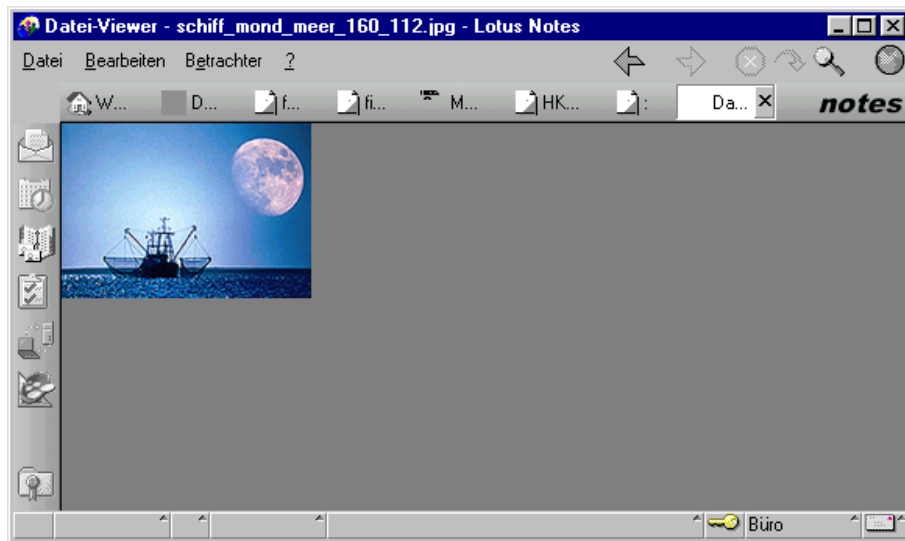 Datei-Viewer - schiff_mond_meer_160_112.jpg - Lotus Notes
Datei Bearbeiten Betrachter ?
W... D... f... fi... M... HK... : Da... notes
Büro